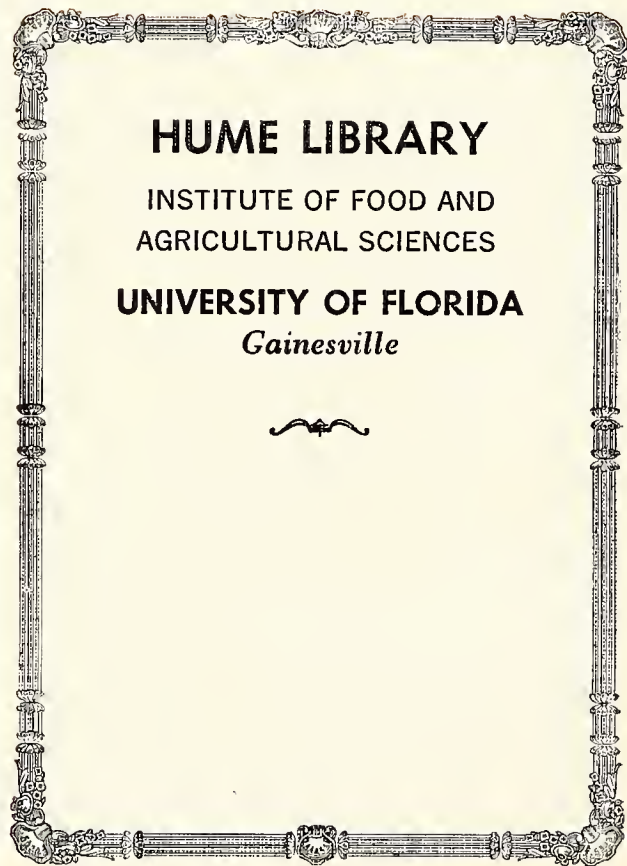 HUME LIBRARY
INSTITUTE OF FOOD AND
AGRICULTURAL SCIENCES
UNIVERSITY OF FLORIDA
Gainesville